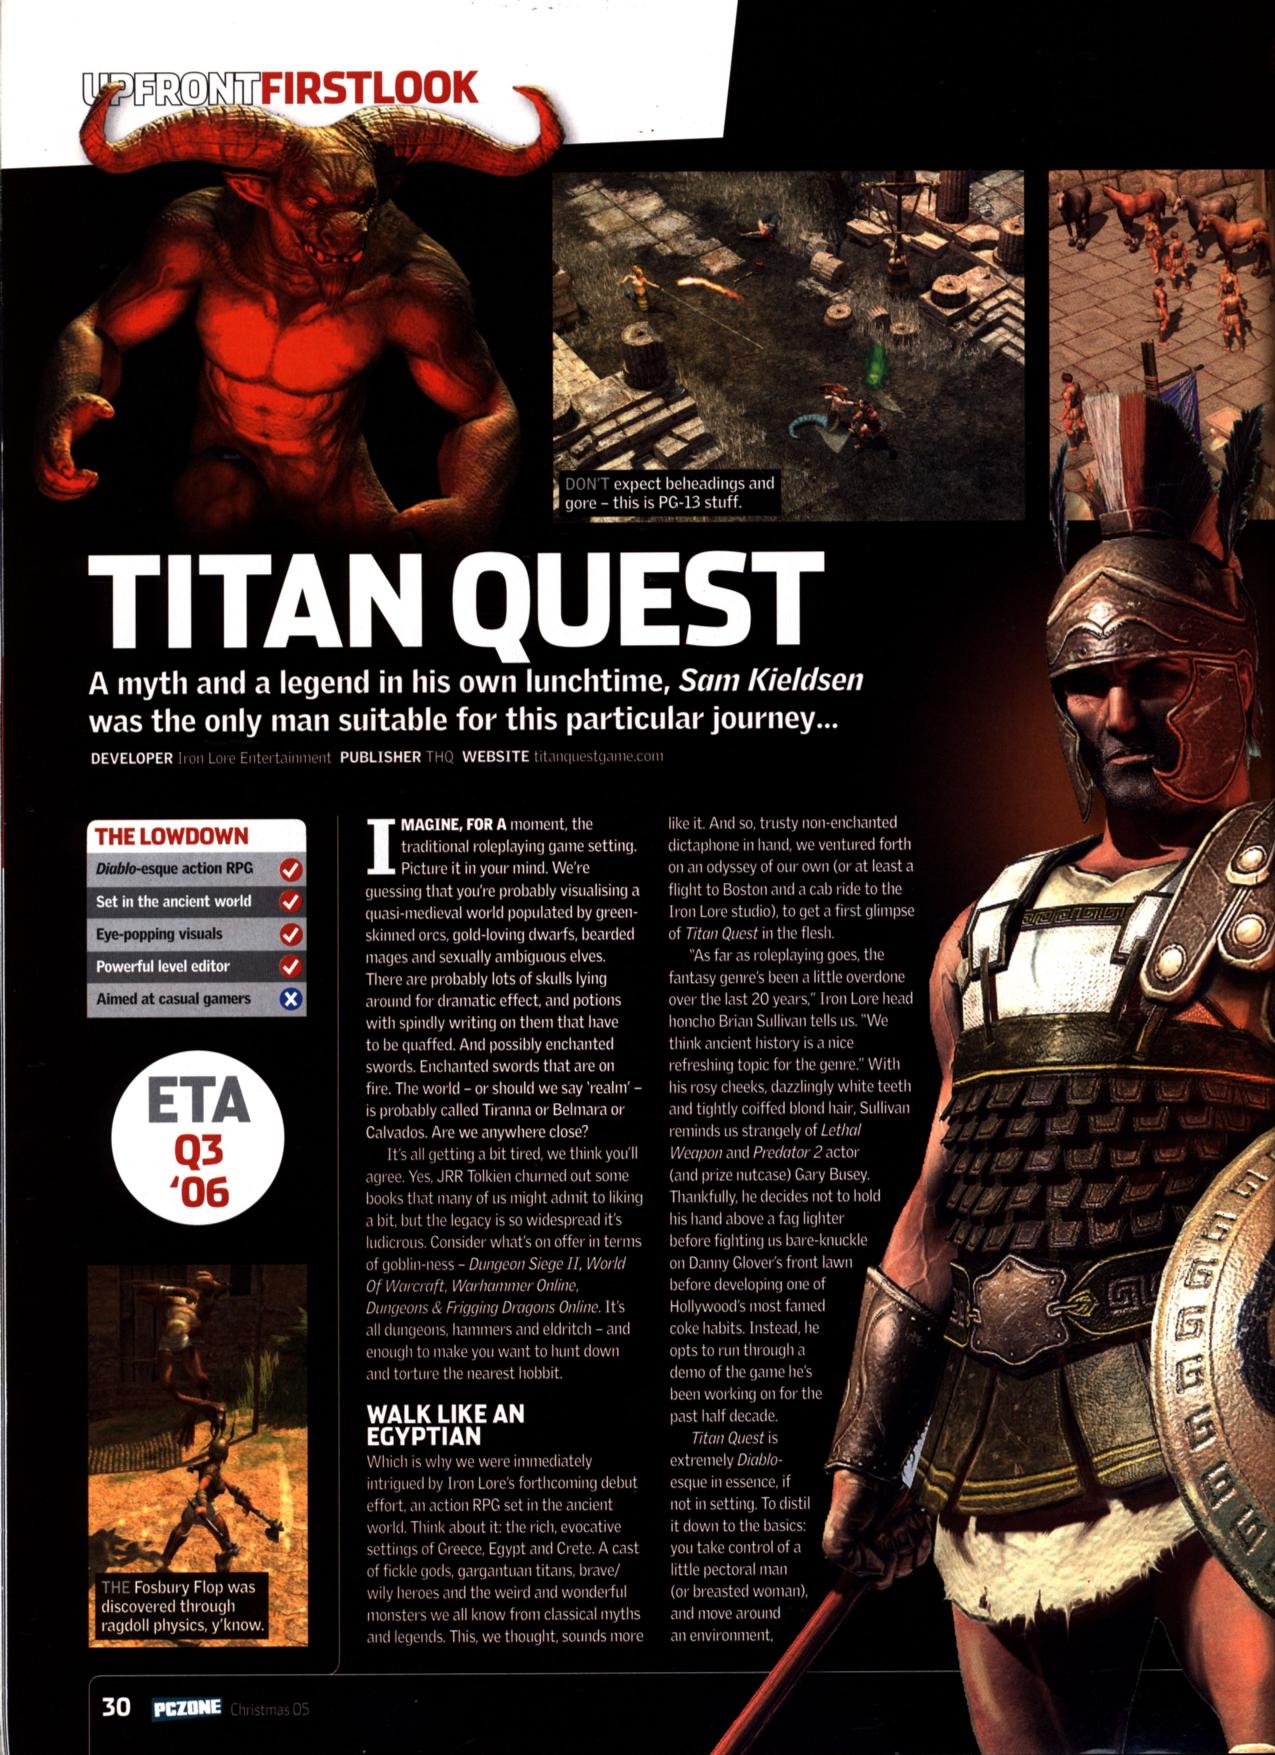 UPFRONTFIRSTLOOK
DON'T expect beheadings and
gore – this is PG-13 stuff.
TITAN QUEST
A myth and a legend in his own lunchtime, Sam Kieldsen
was the only man suitable for this particular journey...
DEVELOPER Iron Lore Entertainment PUBLISHER THQ WEBSITE titanquestgame.com
THE LOWDOWN
Diablo-esque action RPG
Set in the ancient world
Eye-popping visuals
Powerful level editor
Aimed at casual gamers
ETA
Q3
'06
THE Fosbury Flop was
discovered through
ragdoll physics, y'know.
IMAGINE, FOR A moment, the
traditional roleplaying game setting.
Picture it in your mind. We're
guessing that you're probably visualising a
quasi-medieval world populated by green-
skinned orcs, gold-loving dwarfs, bearded
mages and sexually ambiguous elves.
There are probably lots of skulls lying
around for dramatic effect, and potions
with spindly writing on them that have
to be quaffed. And possibly enchanted
swords. Enchanted swords that are on
fire. The world – or should we say 'realm' –
is probably called Tiranna or Belmara or
Calvados. Are we anywhere close?
It's all getting a bit tired, we think you'll
agree. Yes, JRR Tolkien churned out some
books that many of us might admit to liking
a bit, but the legacy is so widespread it's
ludicrous. Consider what's on offer in terms
of goblin-ness – Dungeon Siege II, World
Of Warcraft, Warhammer Online,
Dungeons & Frigging Dragons Online. It's
all dungeons, hammers and eldritch – and
enough to make you want to hunt down
and torture the nearest hobbit.
WALK LIKE AN
EGYPTIAN
Which is why we were immediately
intrigued by Iron Lore's forthcoming debut
effort, an action RPG set in the ancient
world. Think about it: the rich, evocative
settings of Greece, Egypt and Crete. A cast
of fickle gods, gargantuan titans, brave/
wily heroes and the weird and wonderful
monsters we all know from classical myths
and legends. This, we thought, sounds more
like it. And so, trusty non-enchanted
dictaphone in hand, we ventured forth
on an odyssey of our own (or at least a
flight to Boston and a cab ride to the
Iron Lore studio), to get a first glimpse
of Titan Quest in the flesh.
"As far as roleplaying goes, the
fantasy genre's been a little overdone
over the last 20 years," Iron Lore head
honcho Brian Sullivan tells us. "We
think ancient history is a nice
refreshing topic for the genre." With
his rosy cheeks, dazzlingly white teeth
and tightly coiffed blond hair, Sullivan
reminds us strangely of Lethal
Weapon and Predator 2 actor
(and prize nutcase) Gary Busey.
Thankfully, he decides not to hold
his hand above a fag lighter
before fighting us bare-knuckle
on Danny Glover's front lawn
before developing one of
Hollywood's most famed
coke habits. Instead, he
opts to run through a
demo of the game he's
been working on for the
past half decade.
Titan Quest is
extremely Diablo-
esque in essence, if
not in setting. To distil
it down to the basics:
you take control of a
little pectoral man
(or breasted woman),
and move around
an environment,
30 PCZONE Christmas 05